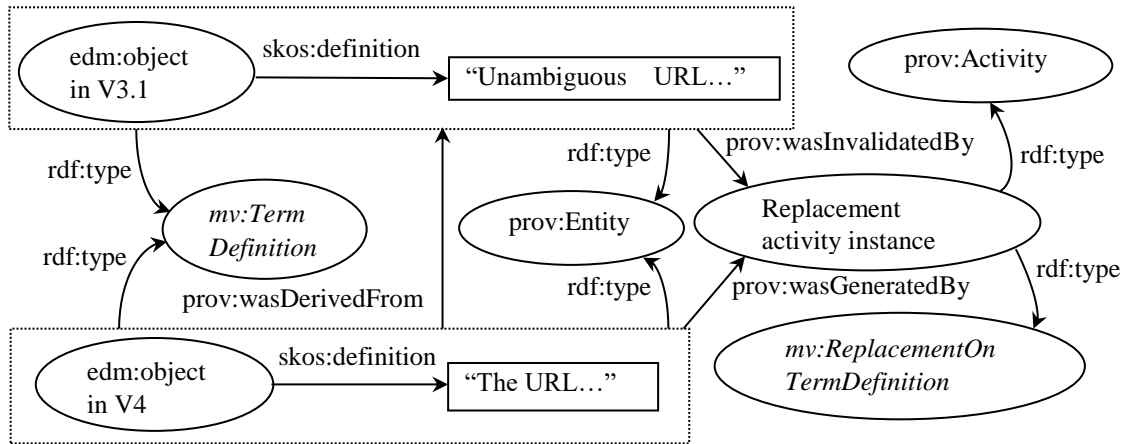 edm:object
in V3.1
skos:definition
“Unambiguous URL…”
prov:Activity
rdf:type
rdf:type
prov:wasInvalidatedBy
rdf:type
mv:Term
Definition
prov:Entity
Replacement
activity instance
rdf:type
rdf:type
rdf:type
prov:wasDerivedFrom
prov:wasGeneratedBy
edm:object
in V4
skos:definition
“The URL…”
mv:ReplacementOn
TermDefinition